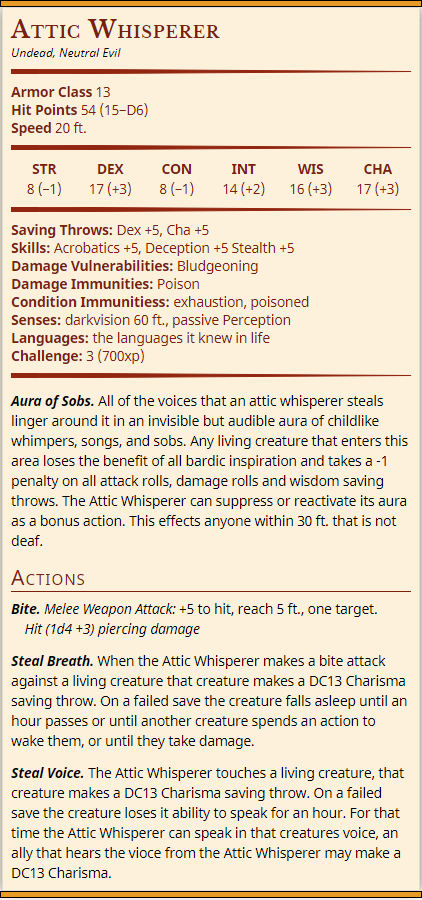 Attic Whisperer
Undead, Neutral Evil
Armor Class 13
Hit Points 54 (15–D6)
Speed 20 ft.
STR DEX CON INT WIS CHA
8 (−1) 17 (+3) 8 (−1) 14 (+2) 16 (+3) 17 (+3)
Saving Throws: Dex +5, Cha +5
Skills: Acrobatics +5, Deception +5 Stealth +5
Damage Vulnerabilities: Bludgeoning
Damage Immunities: Poison
Condition Immunitiess: exhaustion, poisoned
Senses: darkvision 60 ft., passive Perception
Languages: the languages it knew in life
Challenge: 3 (700xp)
Aura of Sobs. All of the voices that an attic whisperer steals
linger around it in an invisible but audible aura of childlike
whimpers, songs, and sobs. Any living creature that enters this
area loses the benefit of all bardic inspiration and takes a -1
penalty on all attack rolls, damage rolls and wisdom saving
throws. The Attic Whisperer can suppress or reactivate its aura
as a bonus action. This effects anyone within 30 ft. that is not
deaf.
Actions
Bite. Melee Weapon Attack: +5 to hit, reach 5 ft., one target.
Hit (1d4 +3) piercing damage
Steal Breath. When the Attic Whisperer makes a bite attack
against a living creature that creature makes a DC13 Charisma
saving throw. On a failed save the creature falls asleep until an
hour passes or until another creature spends an action to
wake them, or until they take damage.
Steal Voice. The Attic Whisperer touches a living creature, that
creature makes a DC13 Charisma saving throw. On a failed
save the creature loses it ability to speak for an hour. For that
time the Attic Whisperer can speak in that creatures voice, an
ally that hears the vioce from the Attic Whisperer may make a
DC13 Charisma.